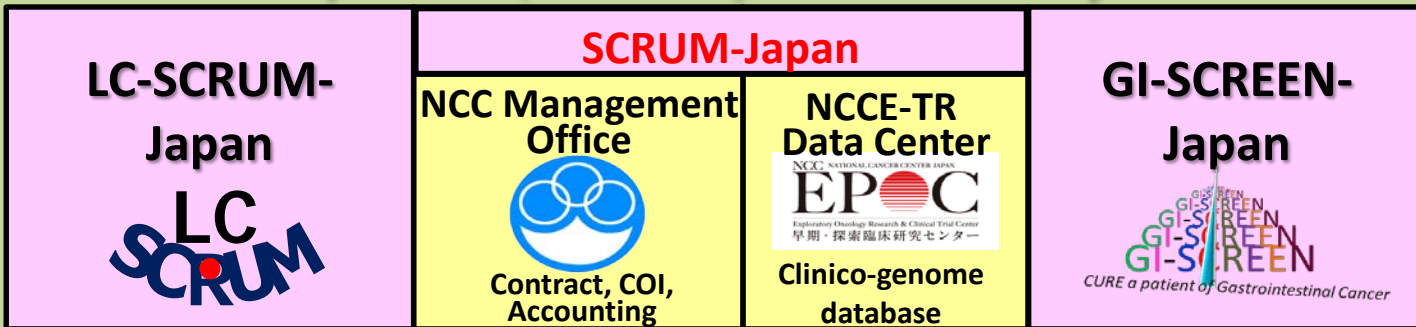 LC-SCRUM-
Japan
LC
SCRUM
SCRUM-Japan
NCC Management
Office
Contract, COI,
Accounting
NCCE-TR
Data Center
NCC NATIONAL CANCER CENTER JAPAN
EPOC
Exploratory Oncology Research & Clinical Trial Center
早期・探索臨床研究センター
Clinico-genome
database
GI-SCREEN-
Japan
GI-SCREEN
GI-SCREEN
GI-SCREEN
GI-SCREEN
GI-SCREEN
CURE a patient of Gastrointestinal Cancer